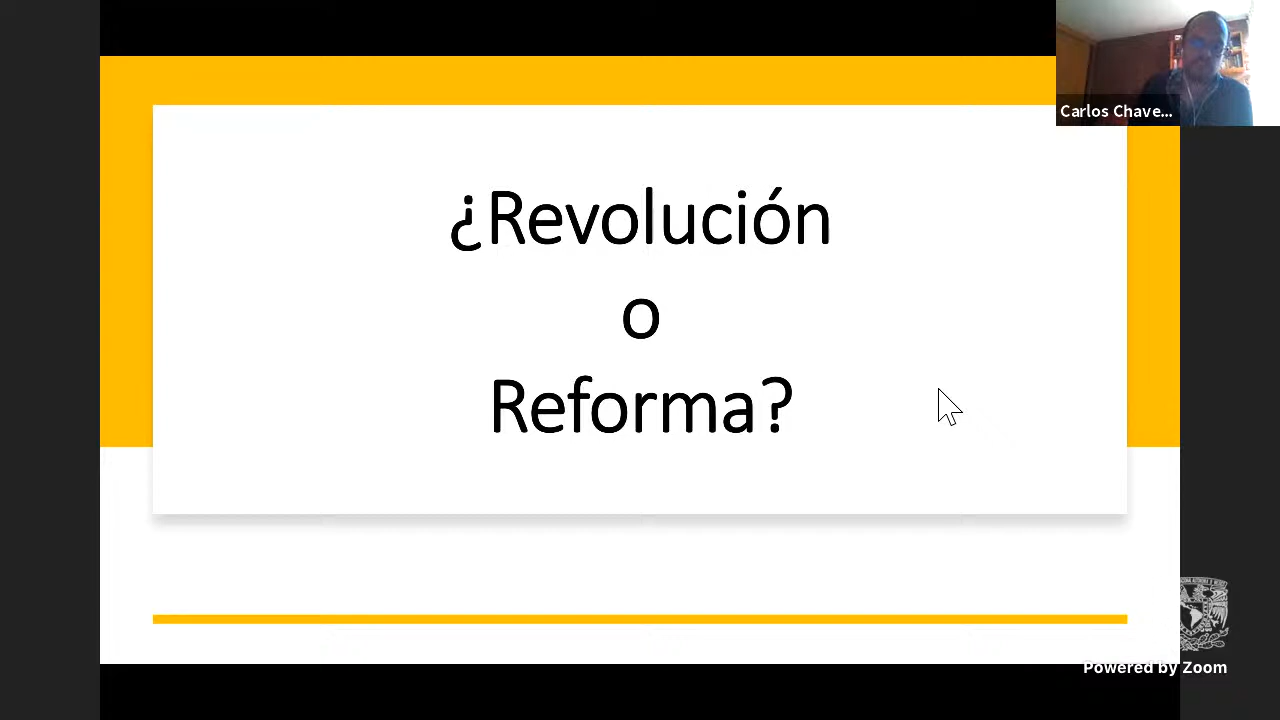 ¿Revolución
o
Reforma?
Carlos Chave...
Powered by Zoom